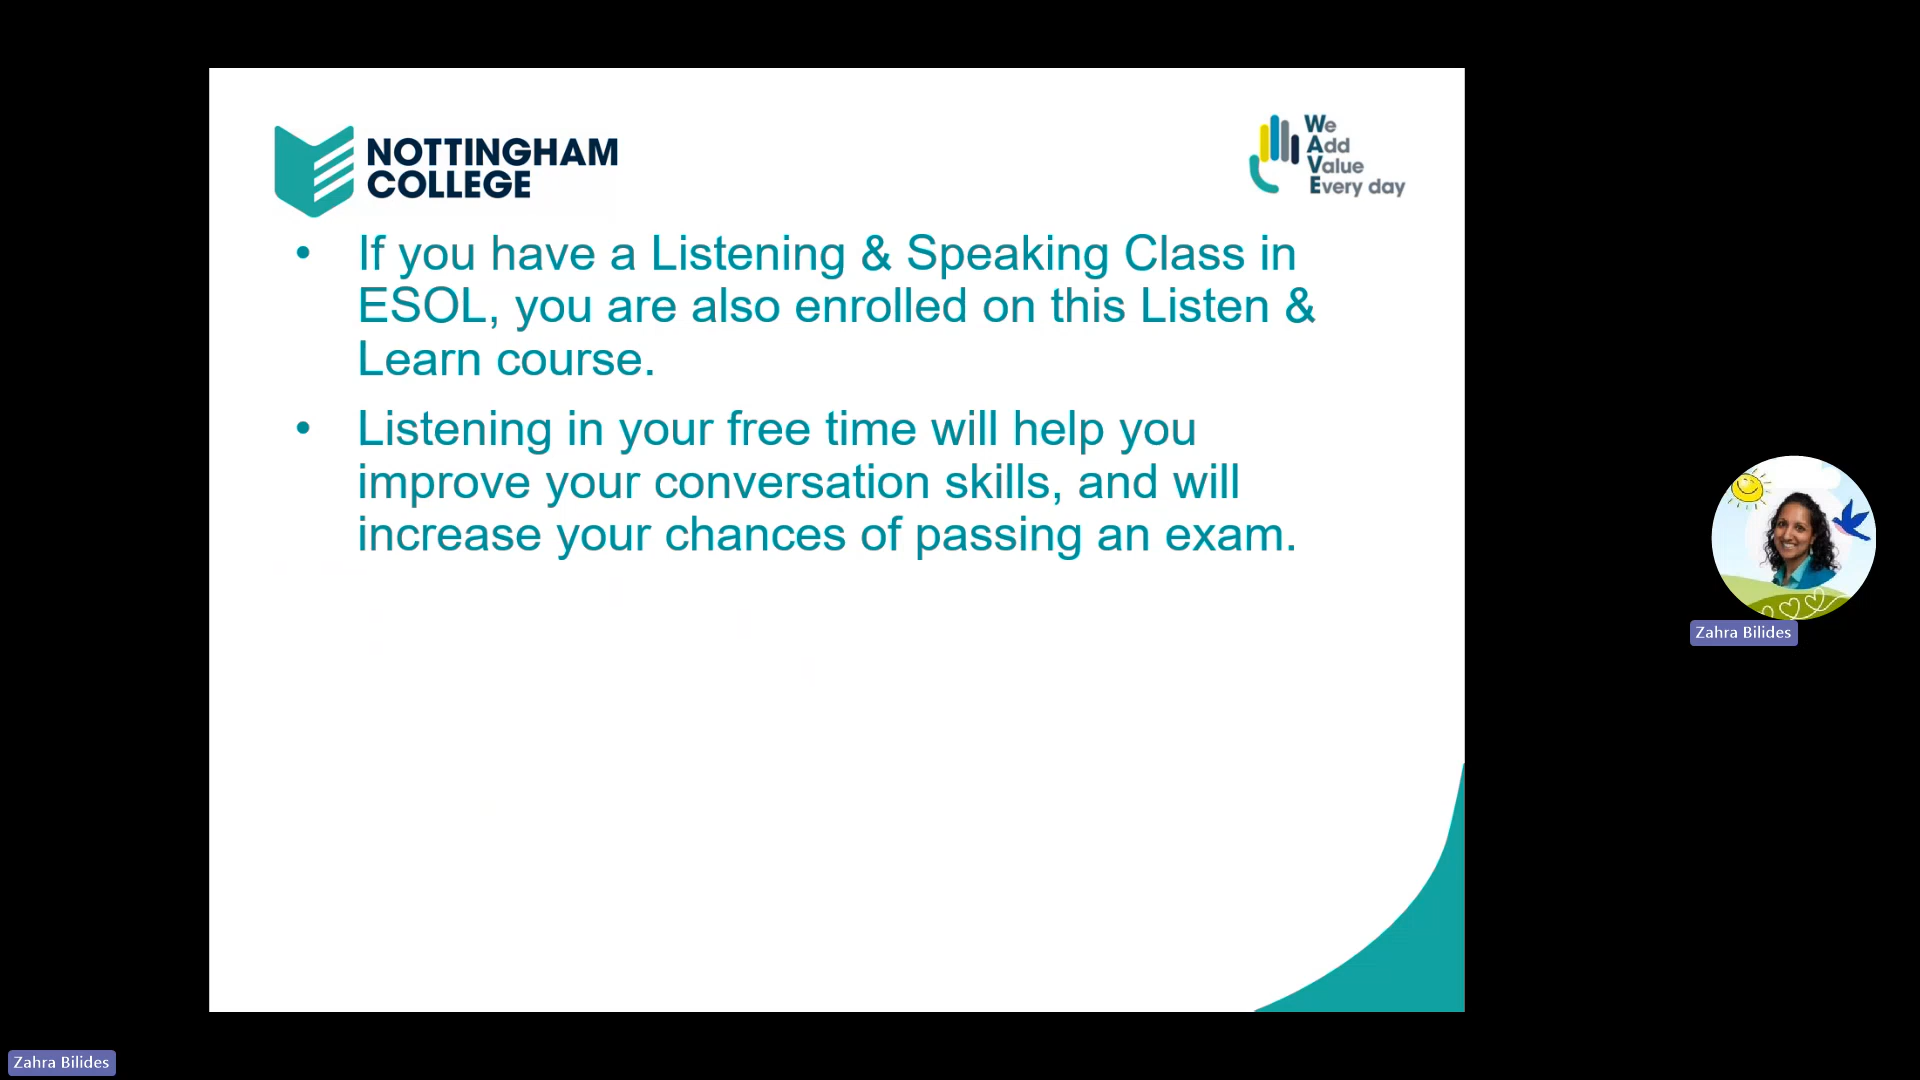 NOTTINGHAM
COLLEGE
We
Add
Value
Every day
• If you have a Listening & Speaking Class in
ESOL, you are also enrolled on this Listen &
Learn course.
• Listening in your free time will help you
improve your conversation skills, and will
increase your chances of passing an exam.
Zahra Bilides
Zahra Bilides